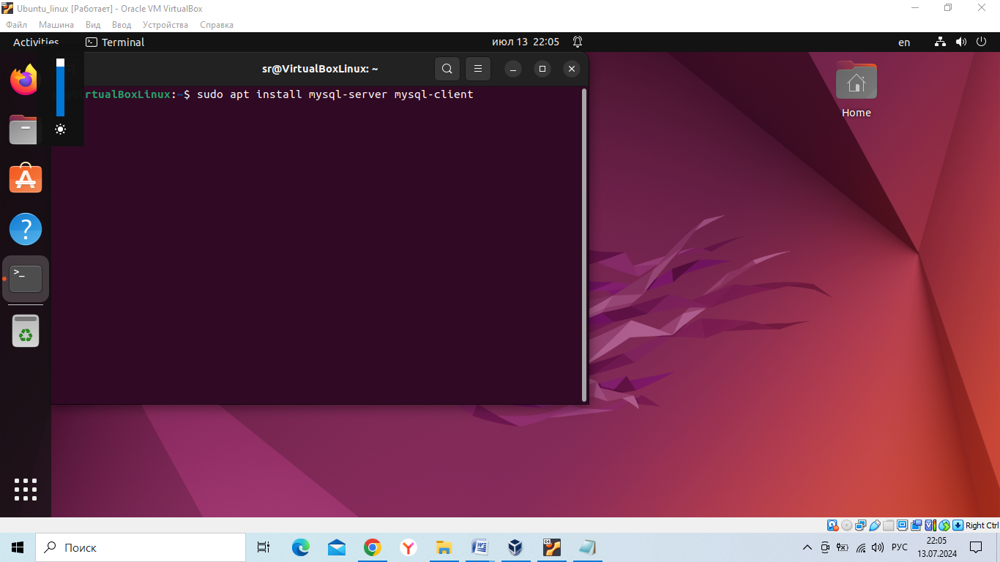 Ubuntu_linux [Работает] - Oracle VM VirtualBox
Файл Машина Вид Ввод Устройства Справка
Activities Terminal июл 13 22:05 en
sr@VirtualBoxLinux: ~
rtualBoxLinux:~$ sudo apt install mysql-server mysql-client
Home
Right Ctrl
Поиск
РУС
22:05
13.07.2024